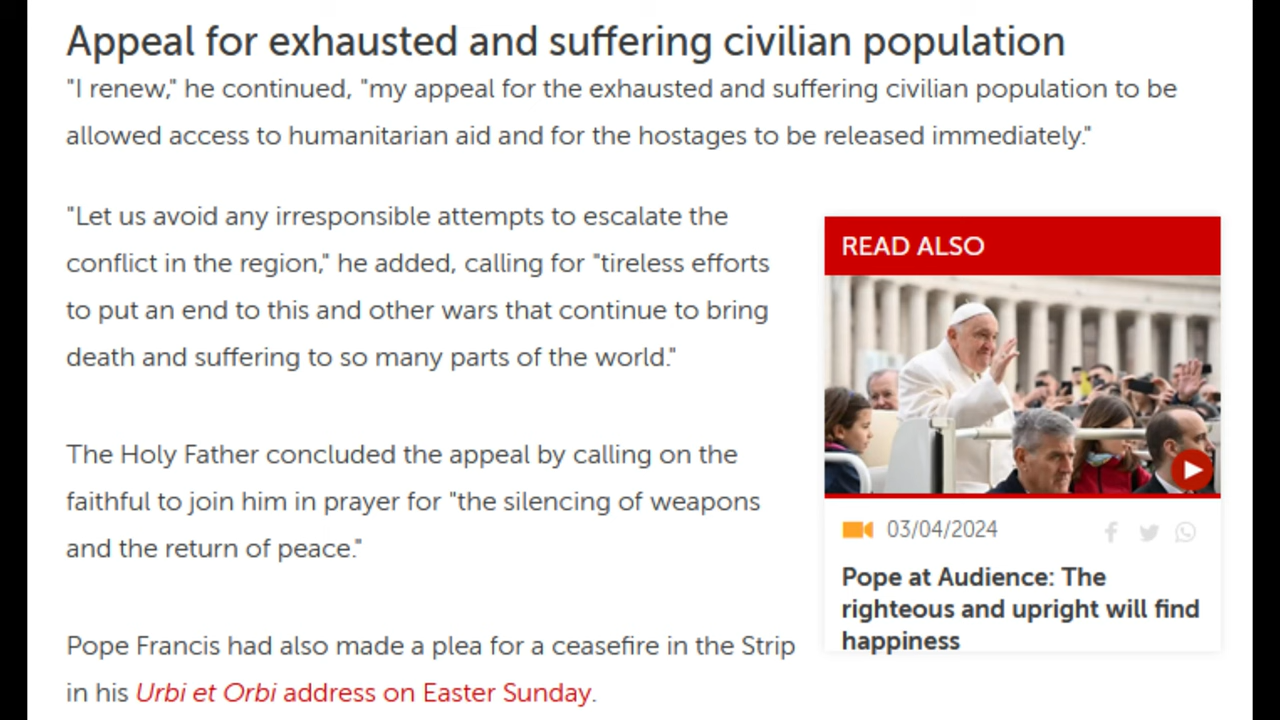 Appeal for exhausted and suffering civilian population
"I renew," he continued, "my appeal for the exhausted and suffering civilian population to be
allowed access to humanitarian aid and for the hostages to be released immediately."
"Let us avoid any irresponsible attempts to escalate the
conflict in the region," he added, calling for "tireless efforts
to put an end to this and other wars that continue to bring
death and suffering to so many parts of the world."
The Holy Father concluded the appeal by calling on the
faithful to join him in prayer for "the silencing of weapons
and the return of peace."
Pope Francis had also made a plea for a ceasefire in the Strip
in his Urbi et Orbi address on Easter Sunday.
READ ALSO
03/04/2024
Pope at Audience: The
righteous and upright will find
happiness